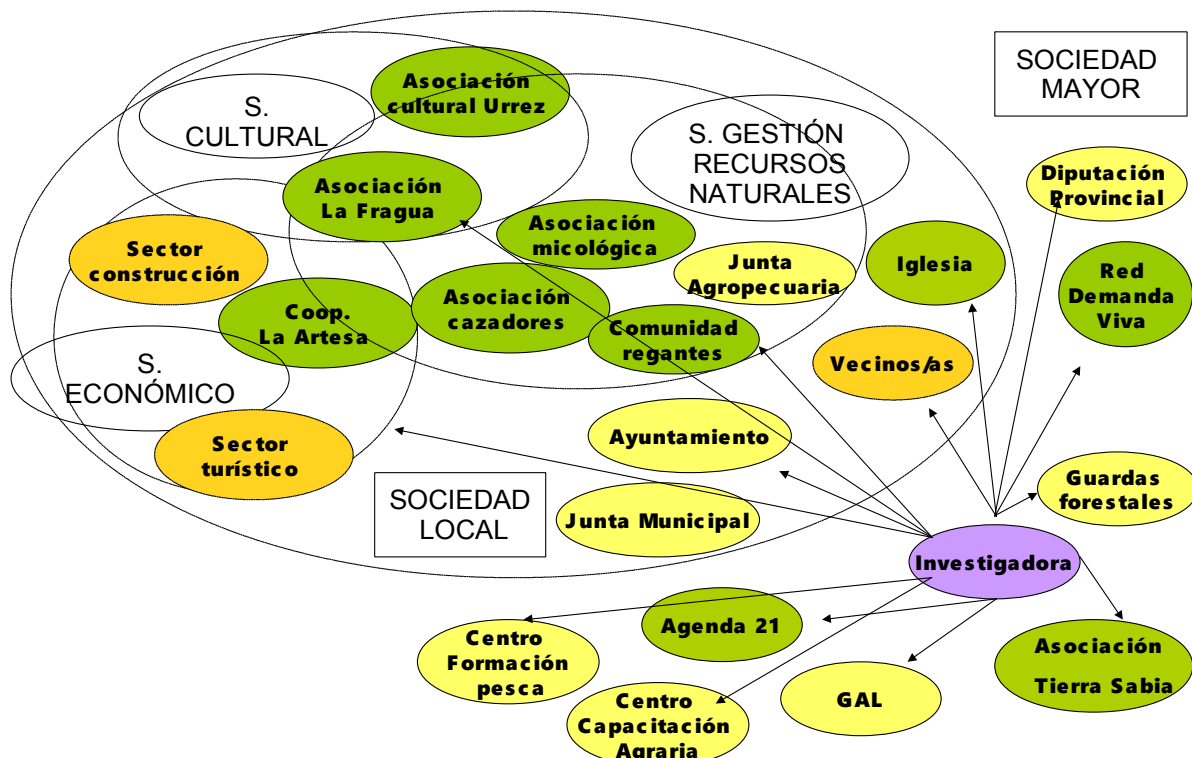 SOCIEDAD
MAYOR
Asociación
cultural Urrez
S.
CULTURAL
S. GESTIÓN
RECURSOS
NATURALES
Diputación
Provincial
Asociación
La Fragua
Asociación
micológica
Sector
construcción
Junta
Agropecuaria
Iglesia
Red
Demanda
Viva
Coop.
La Artesa
Asociación
cazadores
Comunidad
regantes
Vecinos/as
S.
ECONÓMICO
Sector
turístico
Ayuntamiento
SOCIEDAD
LOCAL
Junta Municipal
Guardas
forestales
Investigadora
Agenda 21
Centro
Formación
pesca
Asociación
Tierra Sabia
Centro
Capacitación
Agraria
GAL